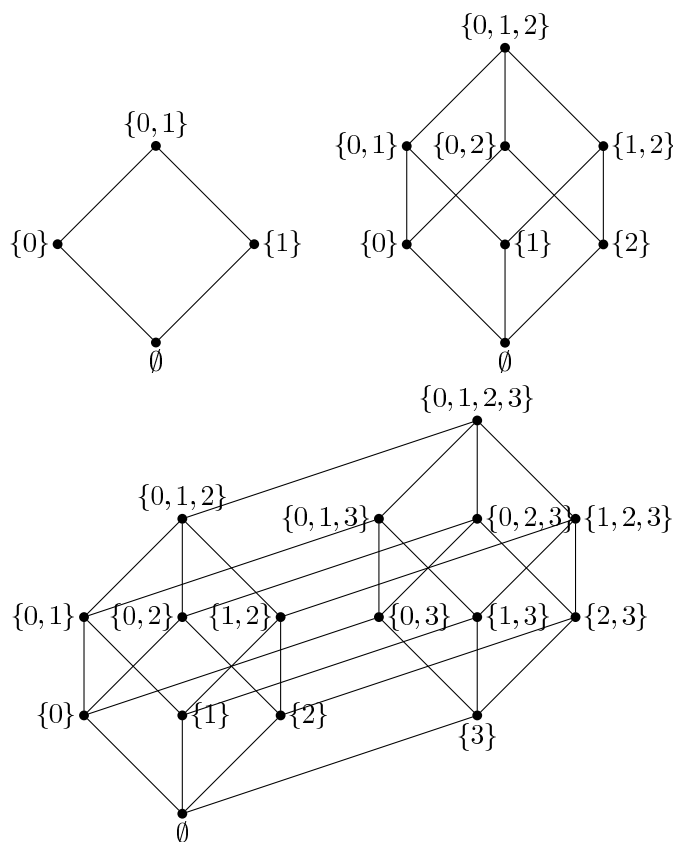 {0, 1, 2}
{0, 1}
{0, 1} {0, 2} {1, 2}
{0} {1} {0} {1} {2}
∅ ∅
{0, 1, 2, 3}
{0, 1, 2}
{0, 1, 3} {0, 2, 3} {1, 2, 3}
{0, 1} {0, 2} {1, 2} {0, 3} {1, 3} {2, 3}
{0} {1} {2}
{3}
∅